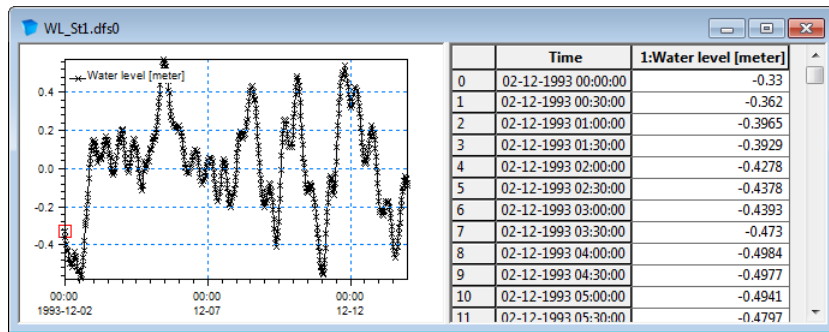 WL_St1.dfs0
Water level [meter]
0.4
0.2
0.0
-0.2
-0.4
00:00 00:00 00:00
1993-12-02 12-07 12-12
Time 1:Water level [meter]
0 02-12-1993 00:00:00 -0.33
1 02-12-1993 00:30:00 -0.362
2 02-12-1993 01:00:00 -0.3965
3 02-12-1993 01:30:00 -0.3929
4 02-12-1993 02:00:00 -0.4278
5 02-12-1993 02:30:00 -0.4378
6 02-12-1993 03:00:00 -0.4393
7 02-12-1993 03:30:00 -0.473
8 02-12-1993 04:00:00 -0.4984
9 02-12-1993 04:30:00 -0.4977
10 02-12-1993 05:00:00 -0.4941
11 02-12-1993 05:30:00 -0.4797